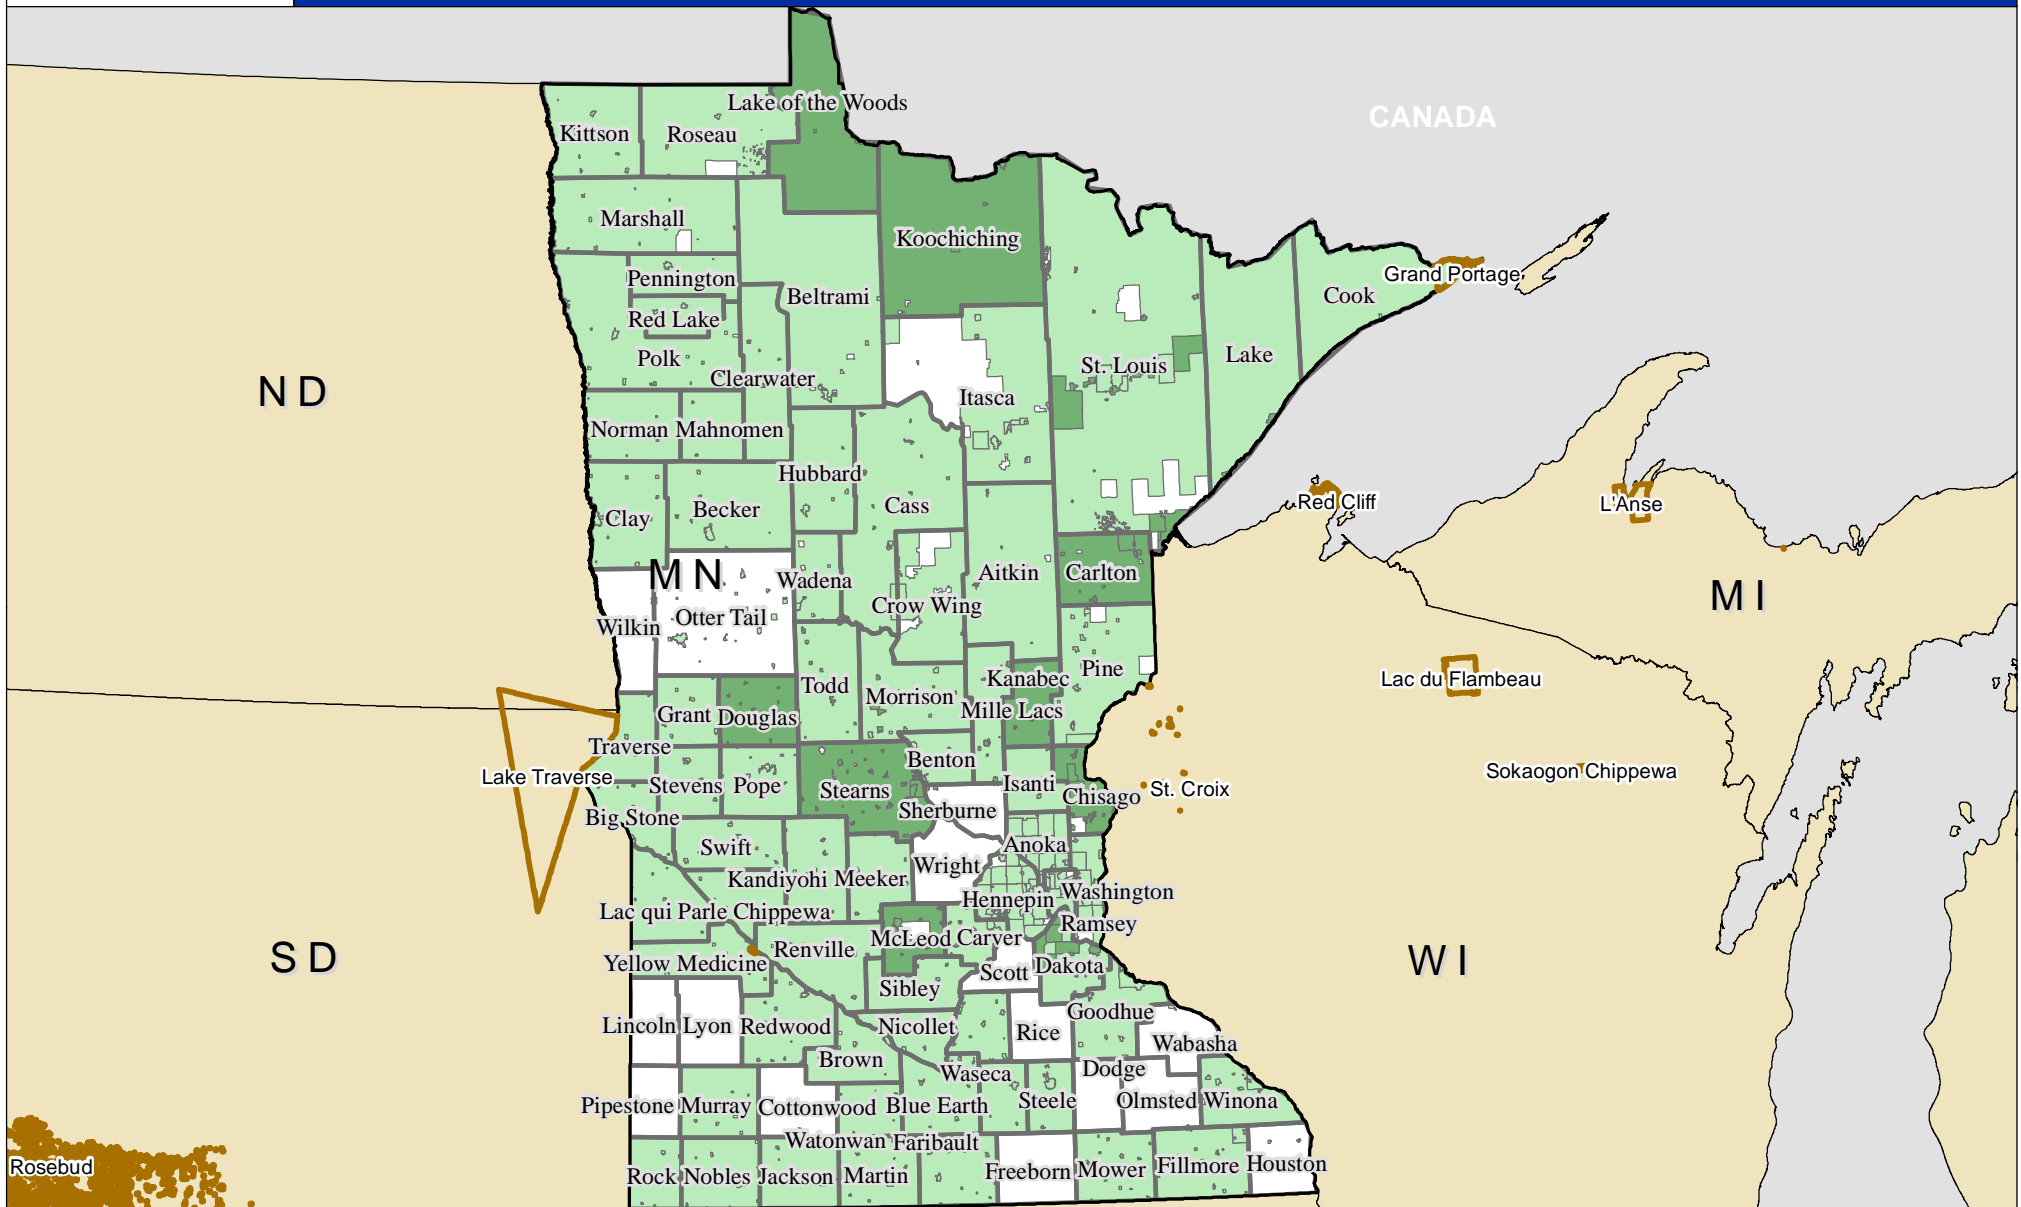 CANADA
Lake of the Woods
Kittson
Roseau
Marshall
Koochiching
Pennington
Beltrami
Grand Portage
Cook
Red Lake
Polk
Clearwater
St. Louis
Lake
Itasca
ND
Norman
Mahnomen
Hubbard
Cass
Becker
Clay
Red Cliff
L'Anse
MN
Wadena
Aitkin
Carlton
MI
Otter Tail
Crow Wing
Wilkin
Pine
Kanabec
Lac du Flambeau
Todd
Morrison
Mille Lacs
Grant
Douglas
Traverse
Benton
Sokaogon Chippewa
Lake Traverse
Stevens
Pope
Stearns
Isanti
Chisago
St. Croix
Big Stone
Sherburne
Swift
Anoka
Wright
Kandiyohi
Meeker
Washington
Hennepin
Lac qui Parle
Chippewa
Ramsey
McLeod
Carver
Renville
SD
WI
Yellow Medicine
Scott
Dakota
Sibley
Goodhue
Lincoln
Lyon
Redwood
Nicollet
Rice
Wabasha
Brown
Waseca
Dodge
Pipestone
Murray
Cottonwood
Blue Earth
Steele
Olmsted
Winona
Watonwan
Faribault
Rosebud
Rock
Nobles
Jackson
Martin
Freeborn
Mower
Fillmore
Houston